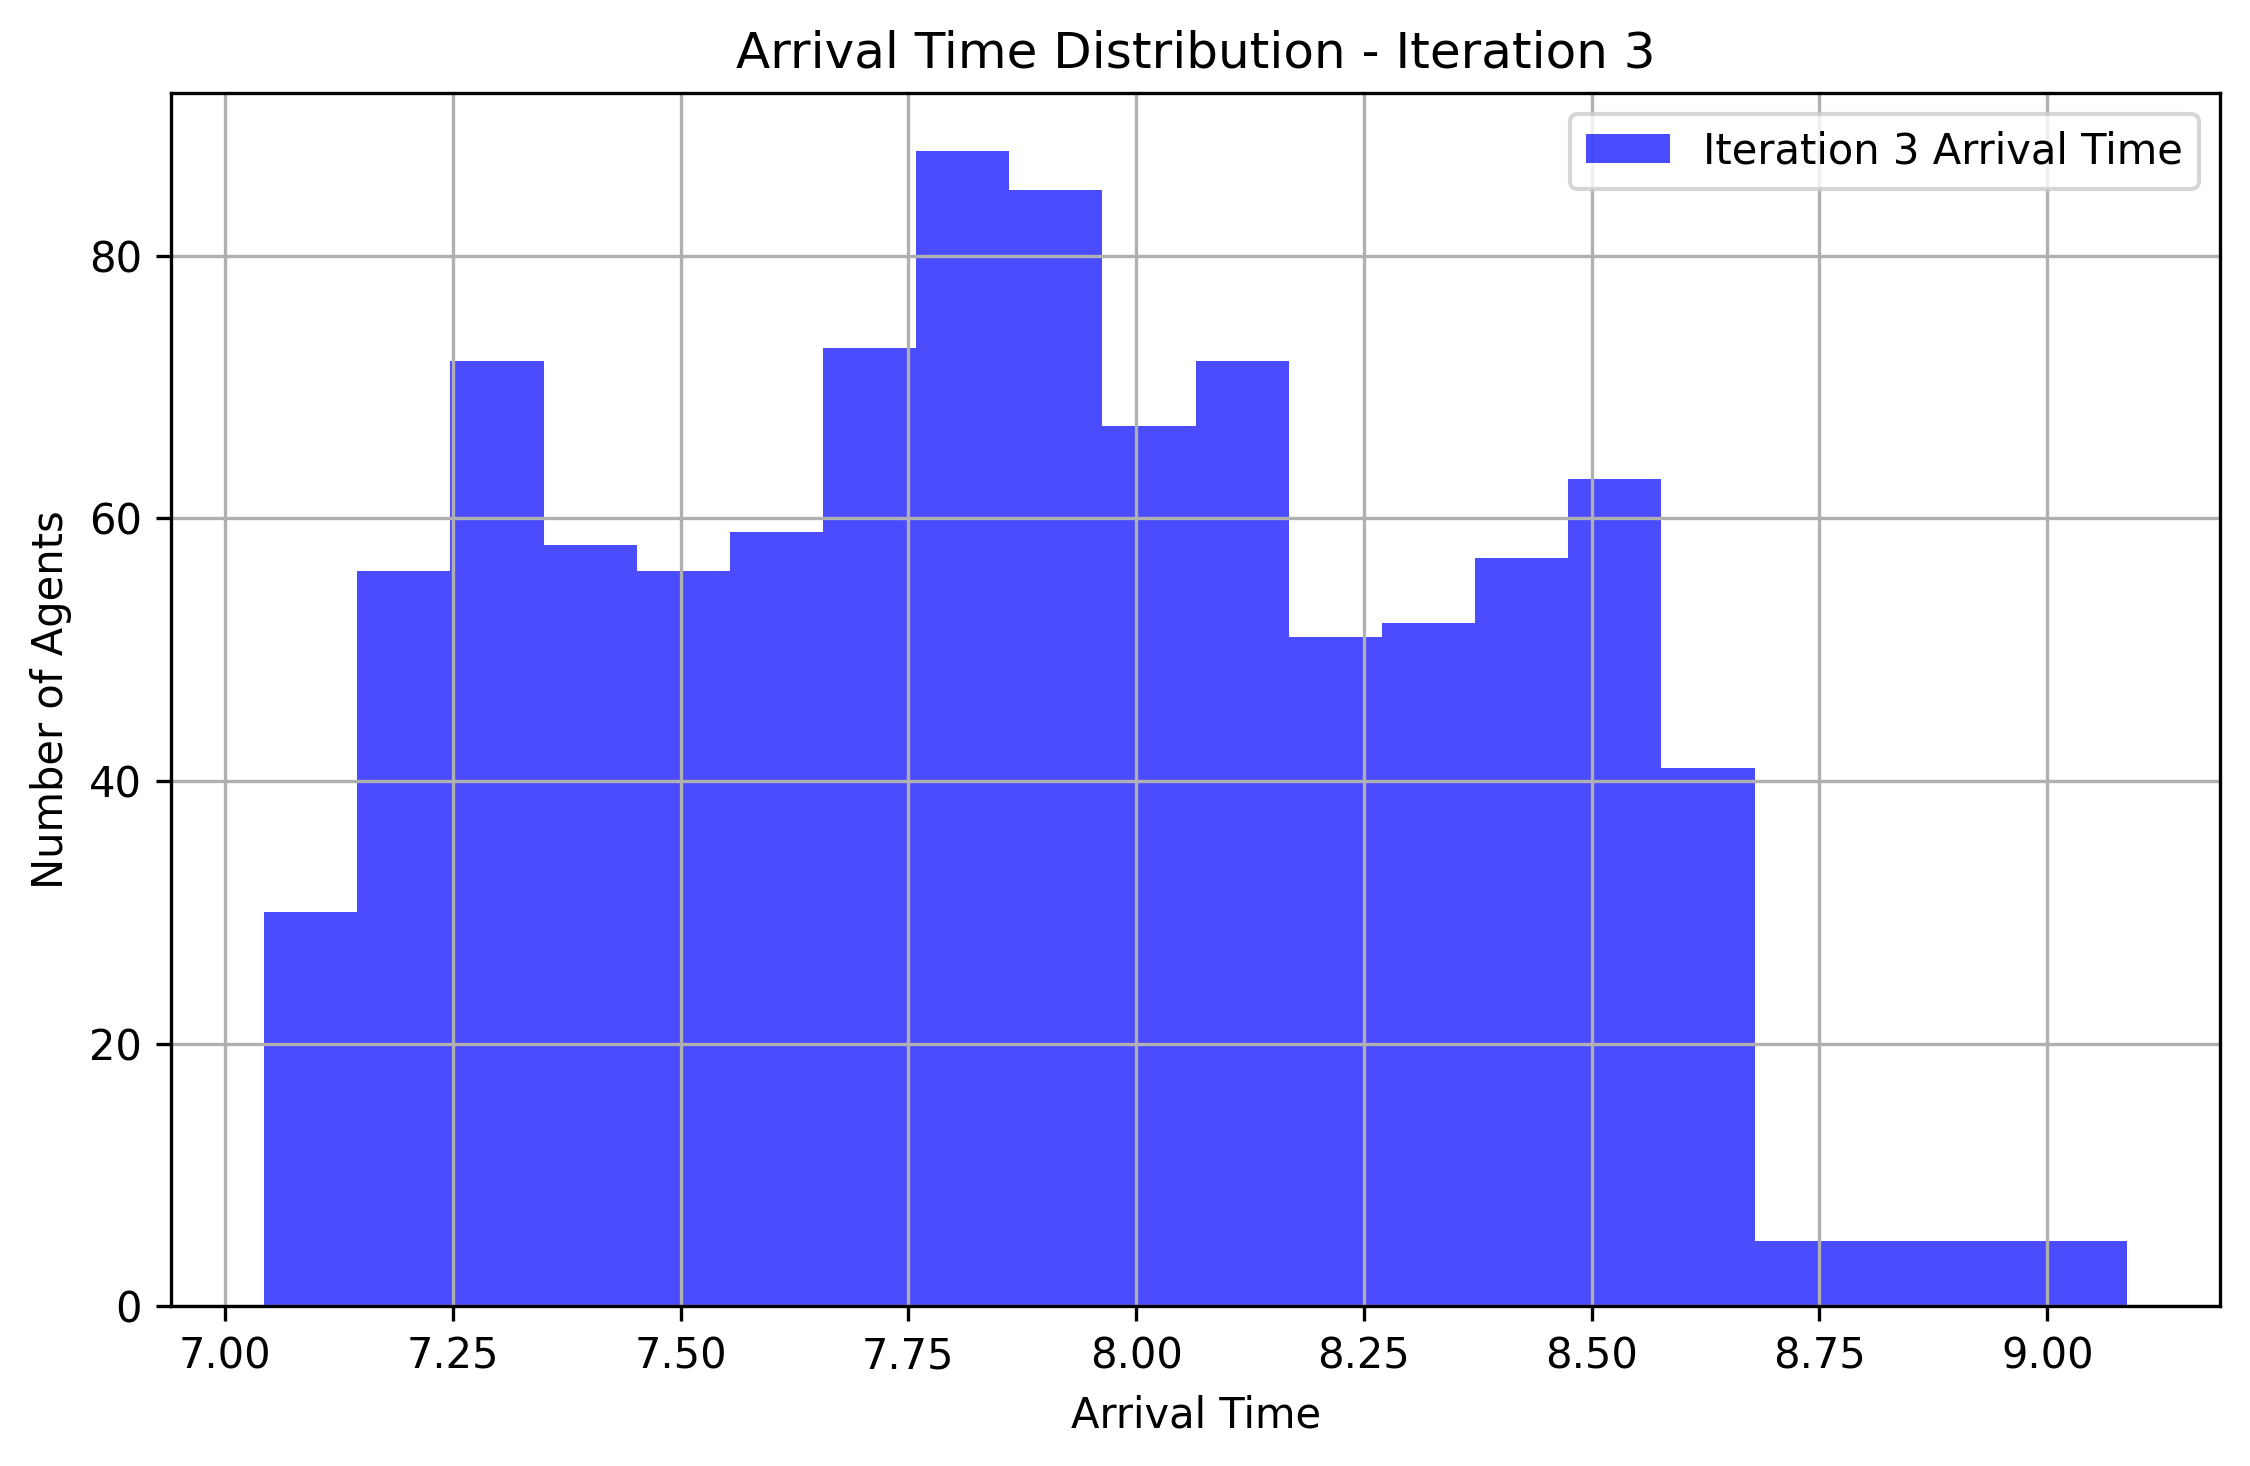 Arrival Time Distribution - Iteration 3
Iteration 3 Arrival Time
Number of Agents
80
60
40
20
0
7.00 7.25 7.50 7.75 8.00 8.25 8.50 8.75 9.00
Arrival Time